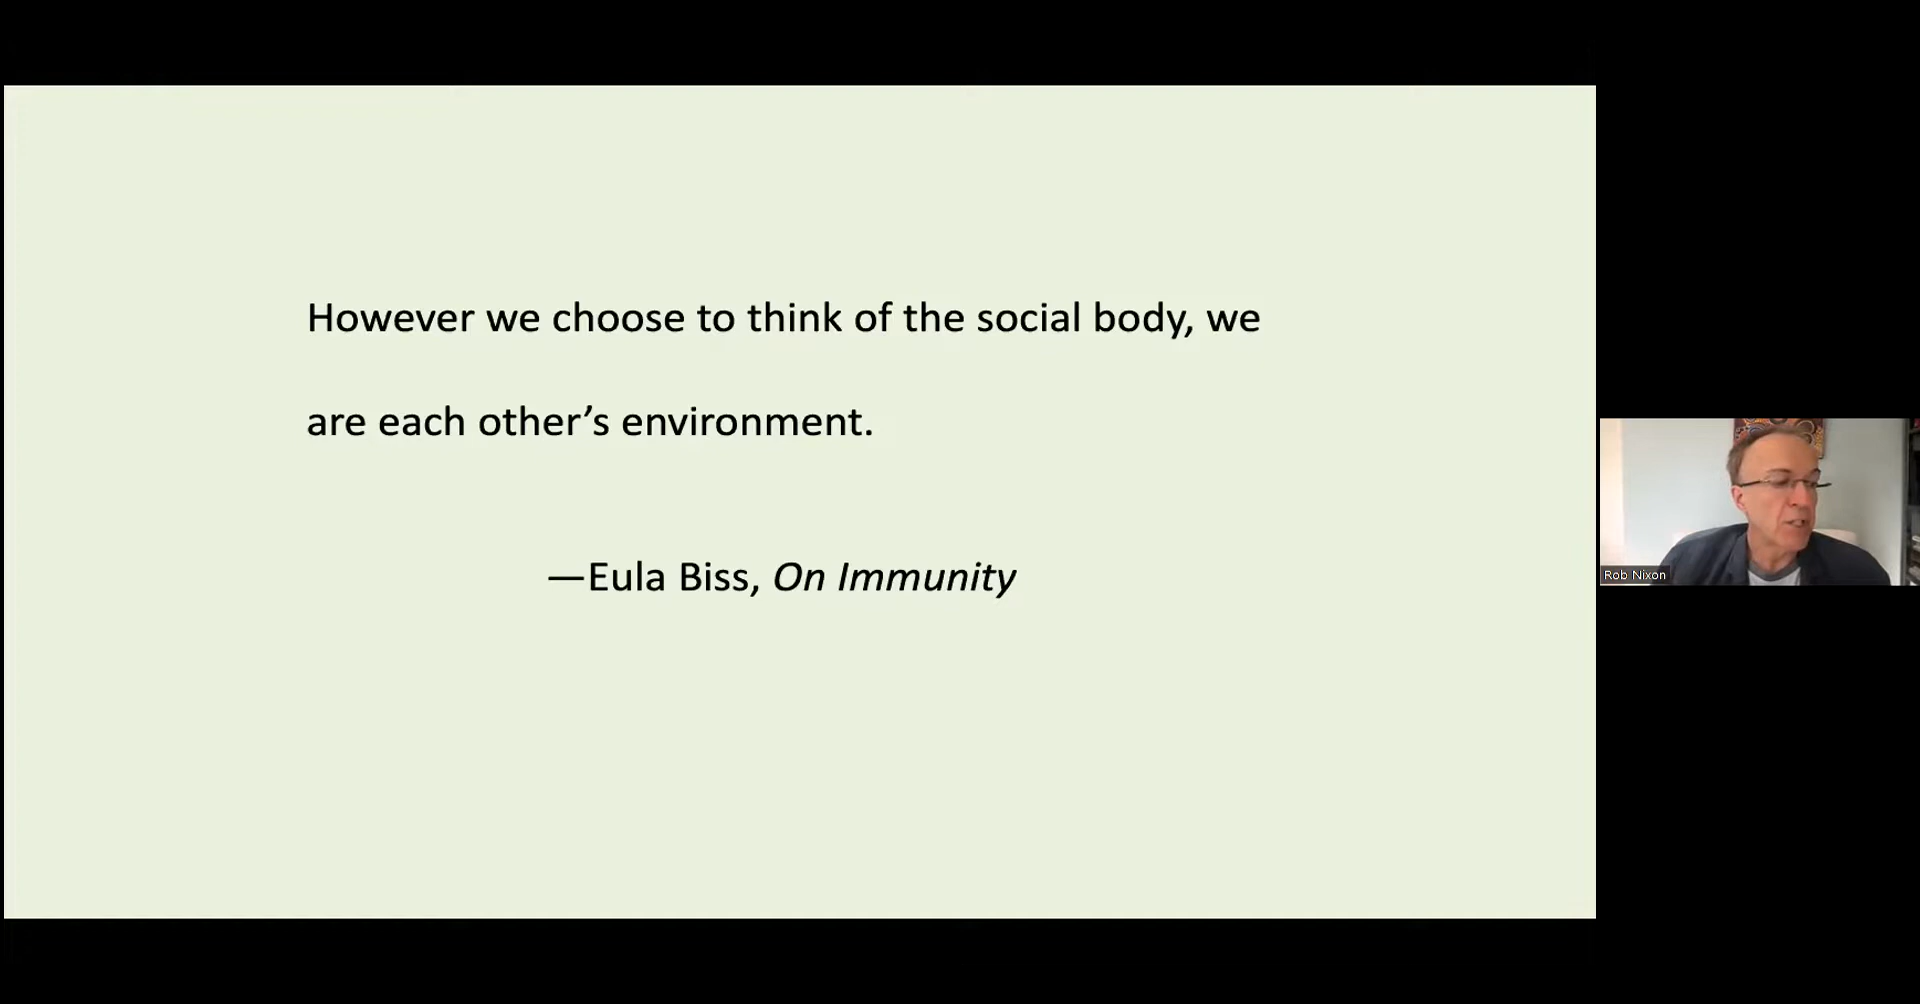 However we choose to think of the social body, we
are each other’s environment.
—Eula Biss, On Immunity
Rob Nixon